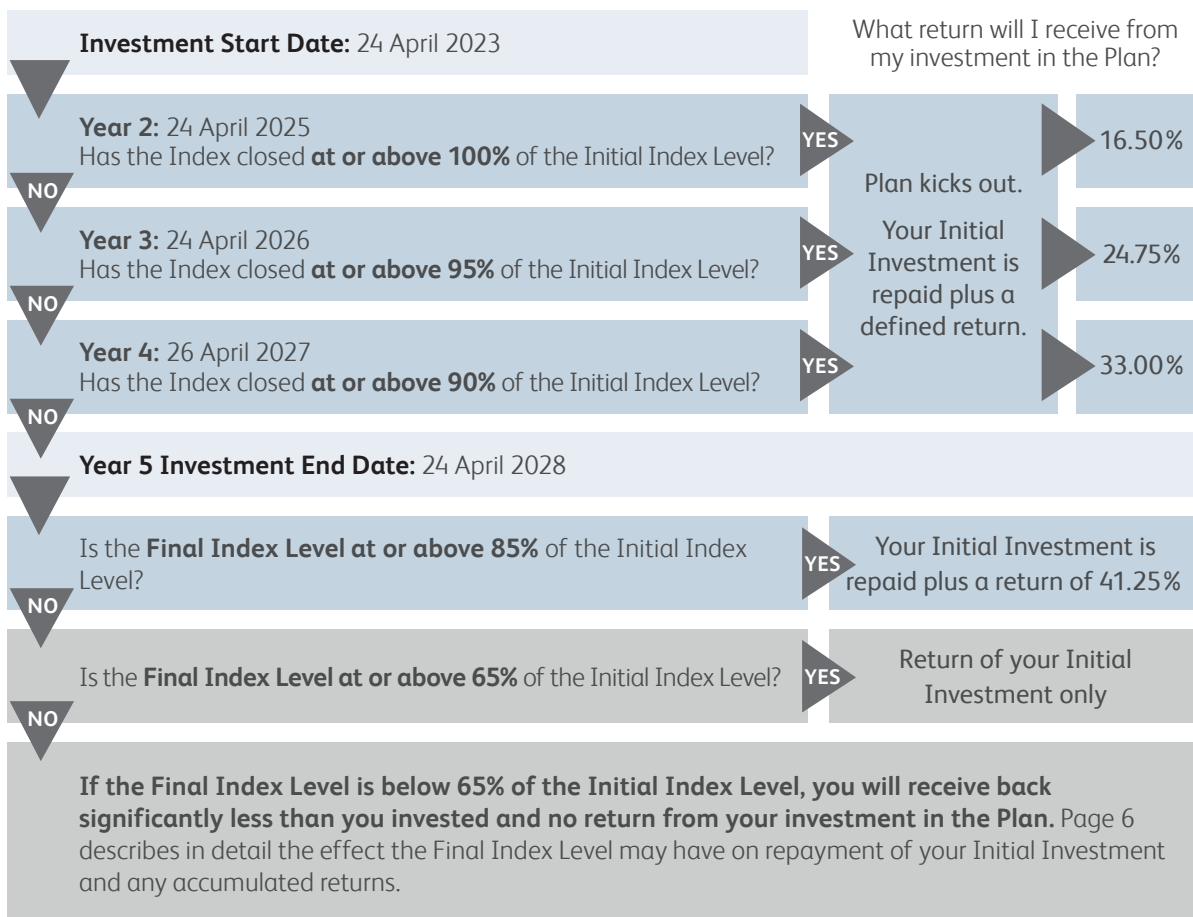 Investment Start Date: 24 April 2023
What return will I receive from
my investment in the Plan?
Year 2: 24 April 2025
Has the Index closed at or above 100% of the Initial Index Level?
YES
16.50%
NO
Plan kicks out.
Your Initial
Investment is
repaid plus a
defined return.
Year 3: 24 April 2026
Has the Index closed at or above 95% of the Initial Index Level?
YES
24.75%
NO
Year 4: 26 April 2027
Has the Index closed at or above 90% of the Initial Index Level?
YES
33.00%
NO
Year 5 Investment End Date: 24 April 2028
Is the Final Index Level at or above 85% of the Initial Index
Level?
YES
Your Initial Investment is
repaid plus a return of 41.25%
NO
Is the Final Index Level at or above 65% of the Initial Index Level?
YES
Return of your Initial
Investment only
NO
If the Final Index Level is below 65% of the Initial Index Level, you will receive back
significantly less than you invested and no return from your investment in the Plan. Page 6
describes in detail the effect the Final Index Level may have on repayment of your Initial Investment
and any accumulated returns.